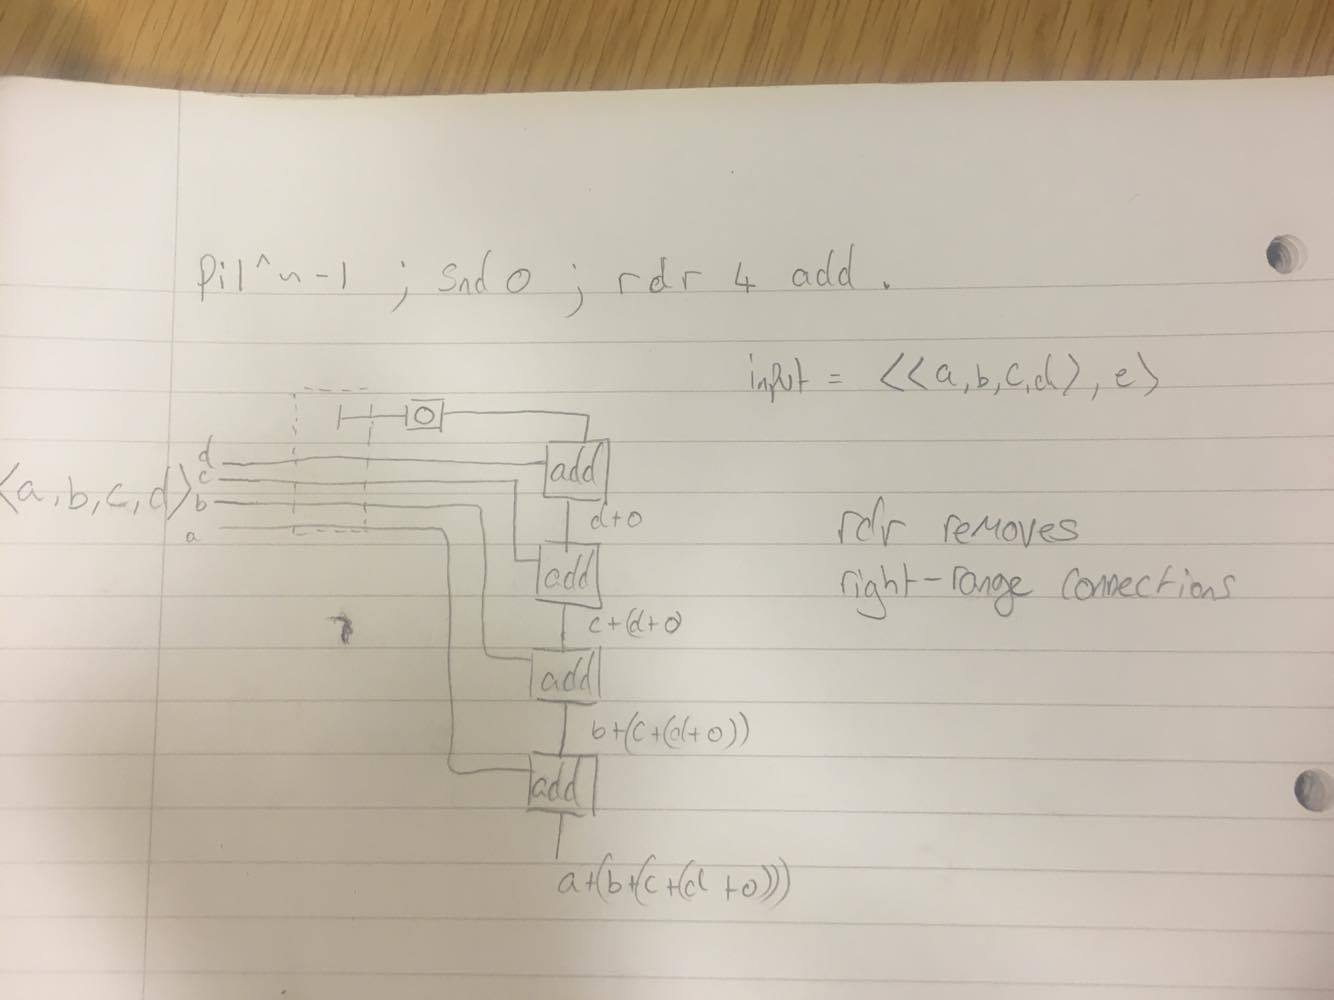 pi1^n-1 ; snd 0 ; rdr 4 add .
input = <<a,b,c,d>, e>
0
d
c
<a,b,c,d>
b
a
add
d+0
rdr removes
right-range connections
add
c+(d+0)
add
b+(c+(d+0))
add
a+(b+(c+(d+0)))